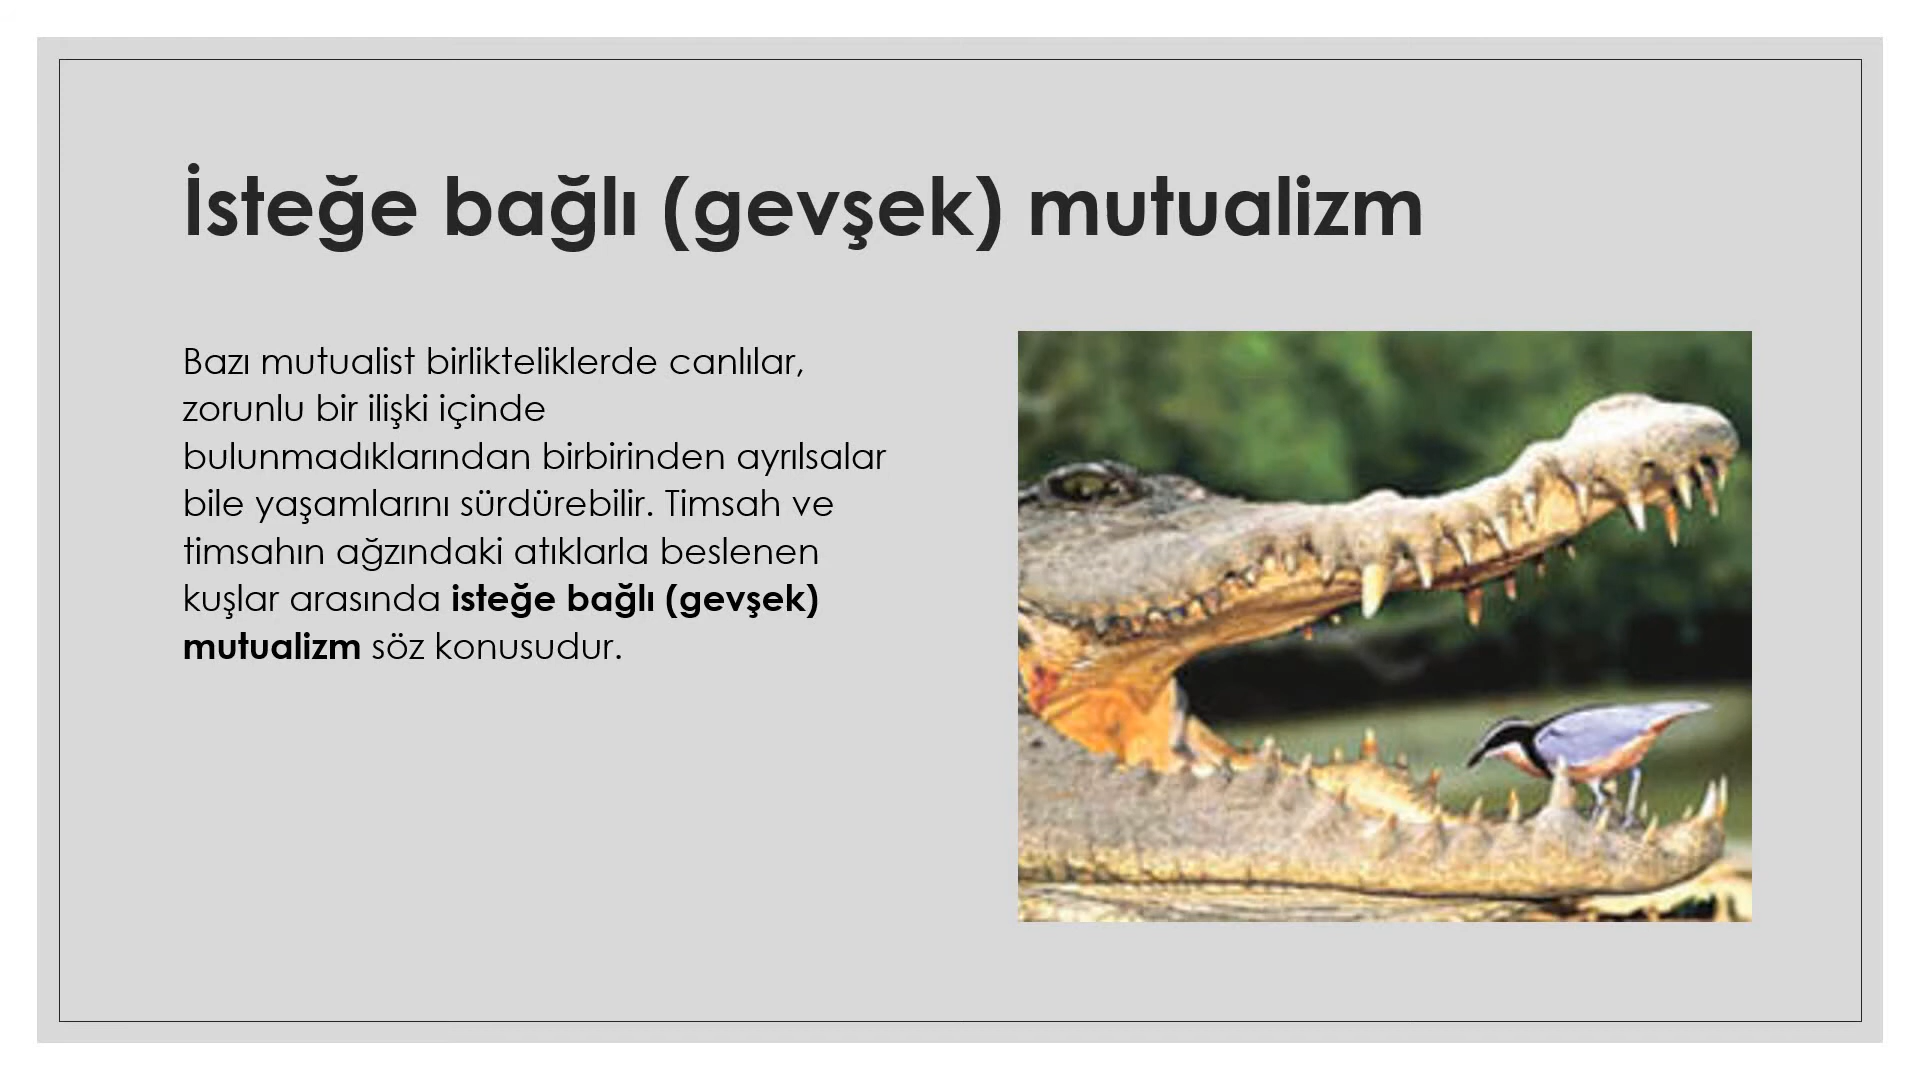 İsteğe bağlı (gevşek) mutualizm
Bazı mutualist birlikteliklerde canlılar,
zorunlu bir ilişki içinde
bulunmadıklarından birbirinden ayrılsalar
bile yaşamlarını sürdürebilir. Timsah ve
timsahın ağzındaki atıklarla beslenen
kuşlar arasında isteğe bağlı (gevşek)
mutualizm söz konusudur.